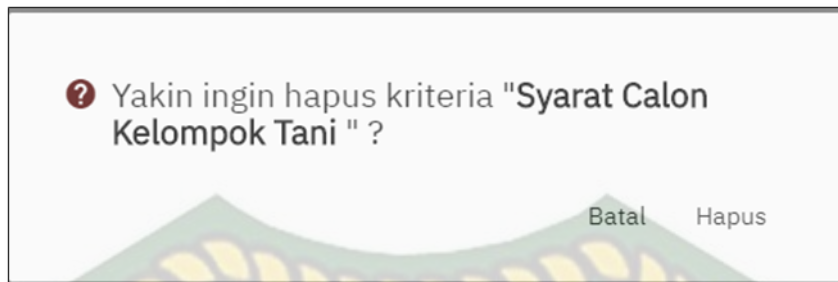 Yakin ingin hapus kriteria "Syarat Calon
Kelompok Tani " ?
Batal Hapus